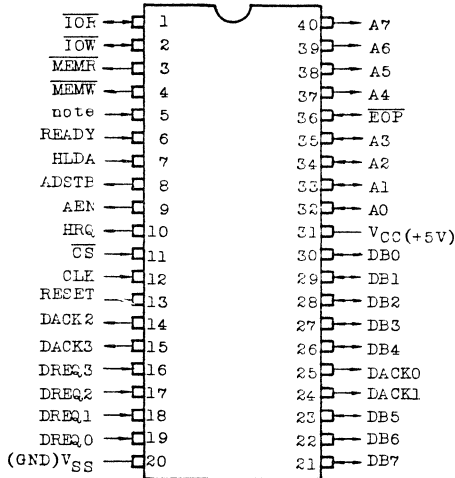 IOR 1 40 A7
IOW 2 39 A6
MEMR 3 38 A5
MEMW 4 37 A4
note 5 36 EOP
READY 6 35 A3
HLDA 7 34 A2
ADSTB 8 33 A1
AEN 9 32 A0
HRQ 10 31 VCC(+5V)
CS 11 30 DB0
CLK 12 29 DB1
RESET 13 28 DB2
DACK2 14 27 DB3
DACK3 15 26 DB4
DREQ3 16 25 DACK0
DREQ2 17 24 DACK1
DREQ1 18 23 DB5
DREQ0 19 22 DB6
(GND)VSS 20 21 DB7